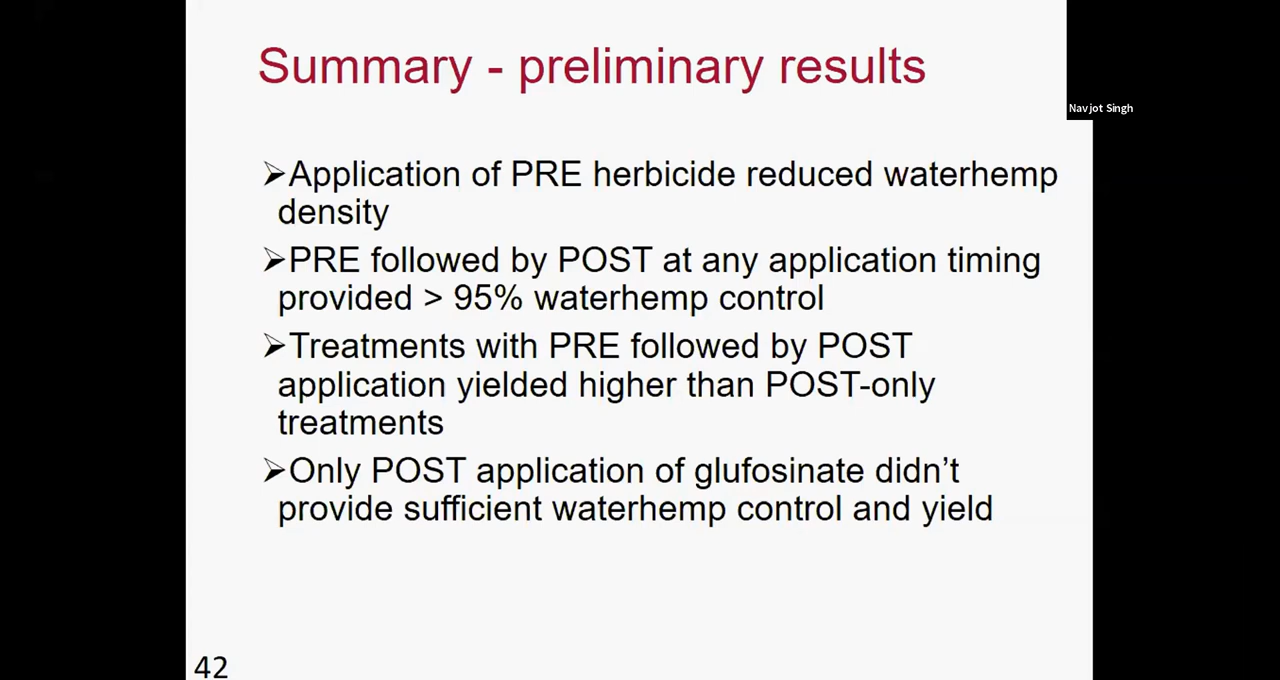 Summary - preliminary results
Navjot Singh
➢Application of PRE herbicide reduced waterhemp
density
➢PRE followed by POST at any application timing
provided > 95% waterhemp control
➢Treatments with PRE followed by POST
application yielded higher than POST-only
treatments
➢Only POST application of glufosinate didn’t
provide sufficient waterhemp control and yield
42